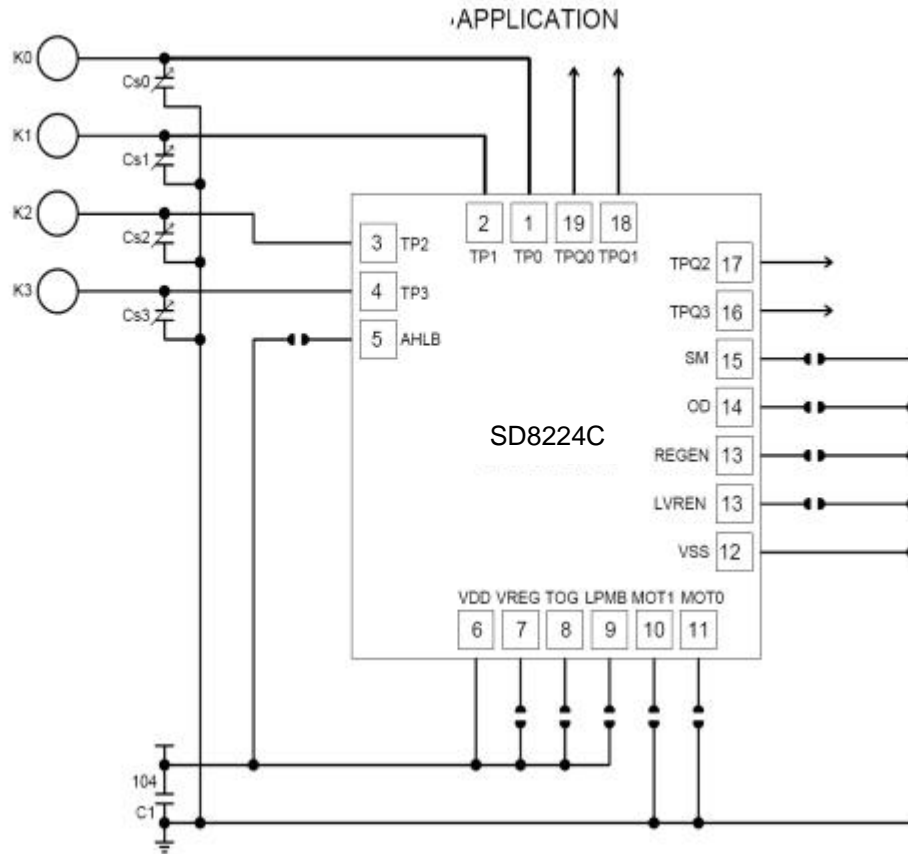 APPLICATION
K0
Cs0
K1
Cs1
K2
Cs2
K3
Cs3
2 1 19 18
TP1 TP0 TPQ0 TPQ1
3 TP2
4 TP3
5 AHLB
TPQ2 17
TPQ3 16
SM 15
OD 14
REGEN 13
LVREN 13
VSS 12
SD8224C
VDD VREG TOG LPMB MOT1 MOT0
6 7 8 9 10 11
104
C1